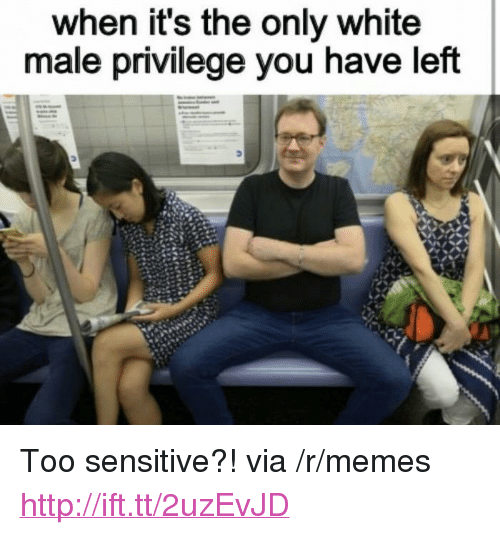 when it's the only white
male privilege you have left
Too sensitive?! via /r/memes
http://ift.tt/2uzEvJD